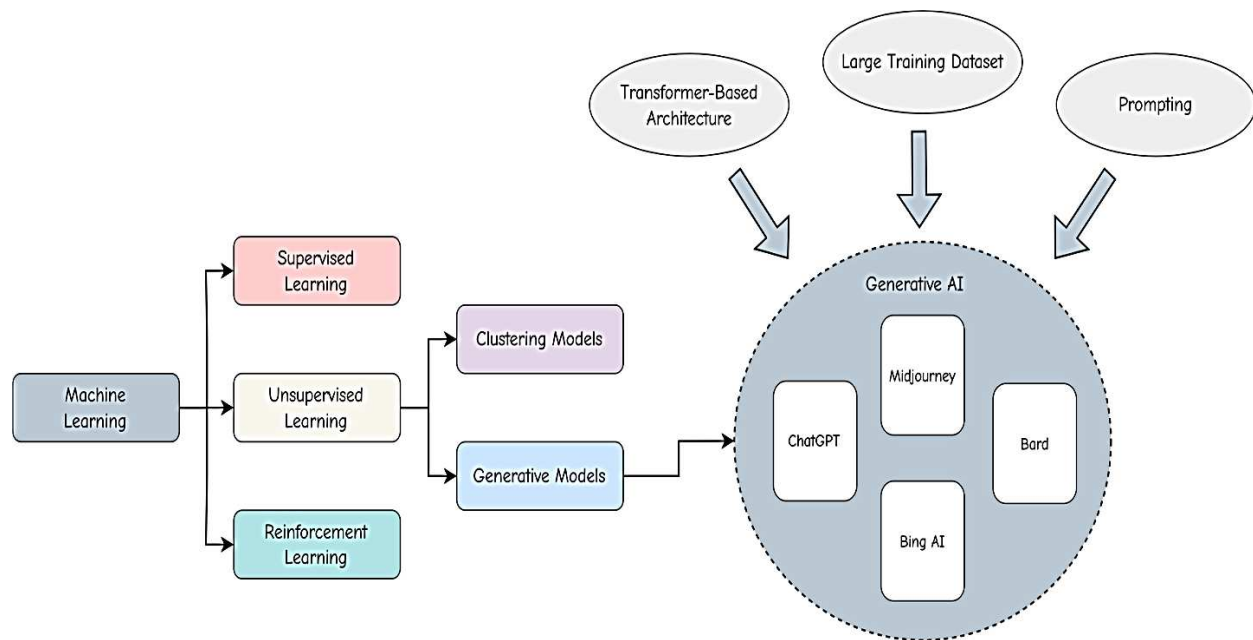 Large Training Dataset
Transformer-Based
Architecture
Prompting
Supervised
Learning
Generative AI
Clustering Models
Midjourney
Machine
Learning
Unsupervised
Learning
ChatGPT
Bard
Generative Models
Reinforcement
Learning
Bing AI